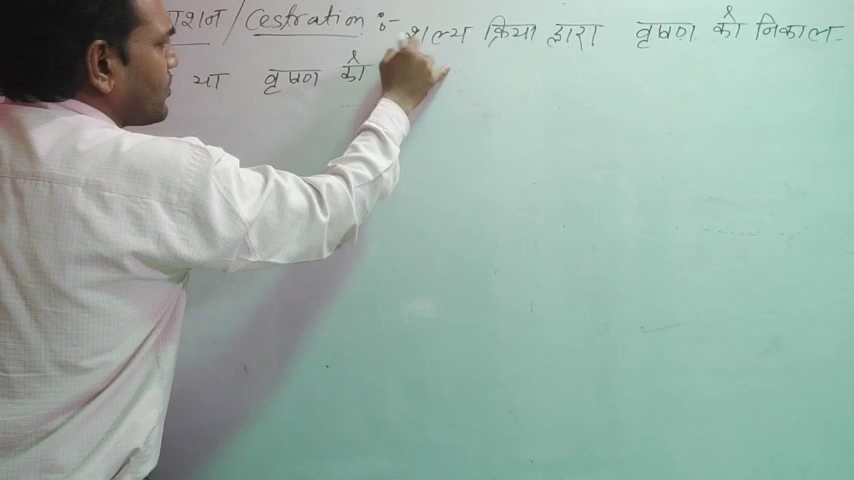 / Cestration :- शल्य क्रिया द्वारा वृषण को निकाल-
या वृषण को